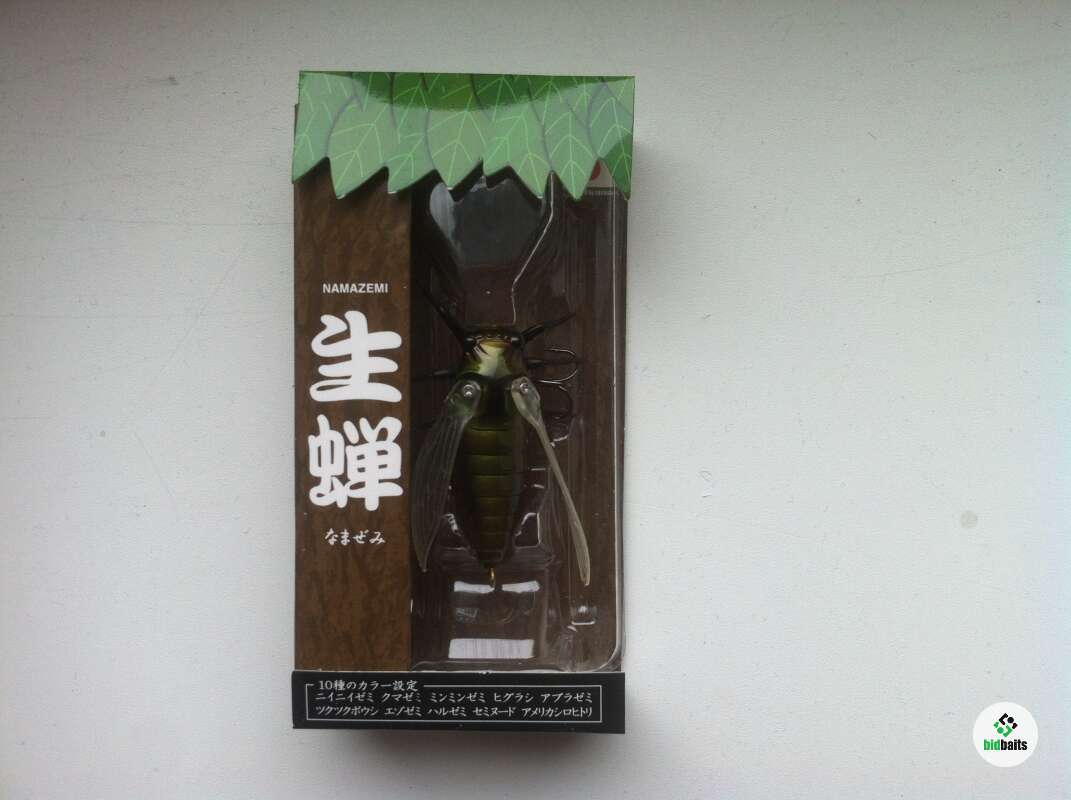 NAMAZEMI
生
蝉
なまぜみ
10種のカラー設定
ニイニイゼミ クマゼミ ミンミンゼミ ヒグラシ アブラゼミ
ツクツクボウシ エゾゼミ ハルゼミ セミヌード アメリカシロヒトリ
bidbaits